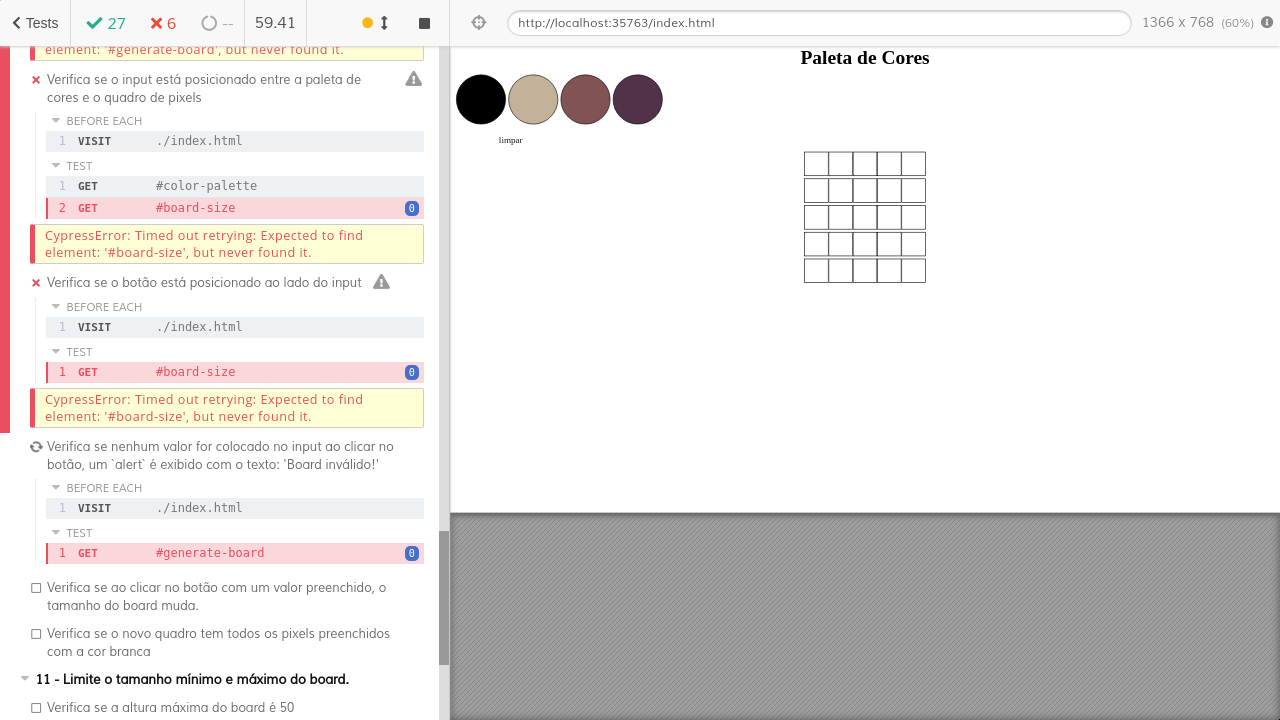 Tests
27
6
--
59.41
http://localhost:35763/index.html
1366 x 768 (60%)
element: '#generate-board', but never found it.
Verifica se o input está posicionado entre a paleta de
cores e o quadro de pixels
BEFORE EACH
1 VISIT ./index.html
TEST
1 GET #color-palette
2 GET #board-size 0
CypressError: Timed out retrying: Expected to find
element: '#board-size', but never found it.
Verifica se o botão está posicionado ao lado do input
BEFORE EACH
1 VISIT ./index.html
TEST
1 GET #board-size 0
CypressError: Timed out retrying: Expected to find
element: '#board-size', but never found it.
Verifica se nenhum valor for colocado no input ao clicar no
botão, um `alert` é exibido com o texto: 'Board inválido!'
BEFORE EACH
1 VISIT ./index.html
TEST
1 GET #generate-board 0
Verifica se ao clicar no botão com um valor preenchido, o
tamanho do board muda.
Verifica se o novo quadro tem todos os pixels preenchidos
com a cor branca
11 - Limite o tamanho mínimo e máximo do board.
Verifica se a altura máxima do board é 50
Paleta de Cores
limpar